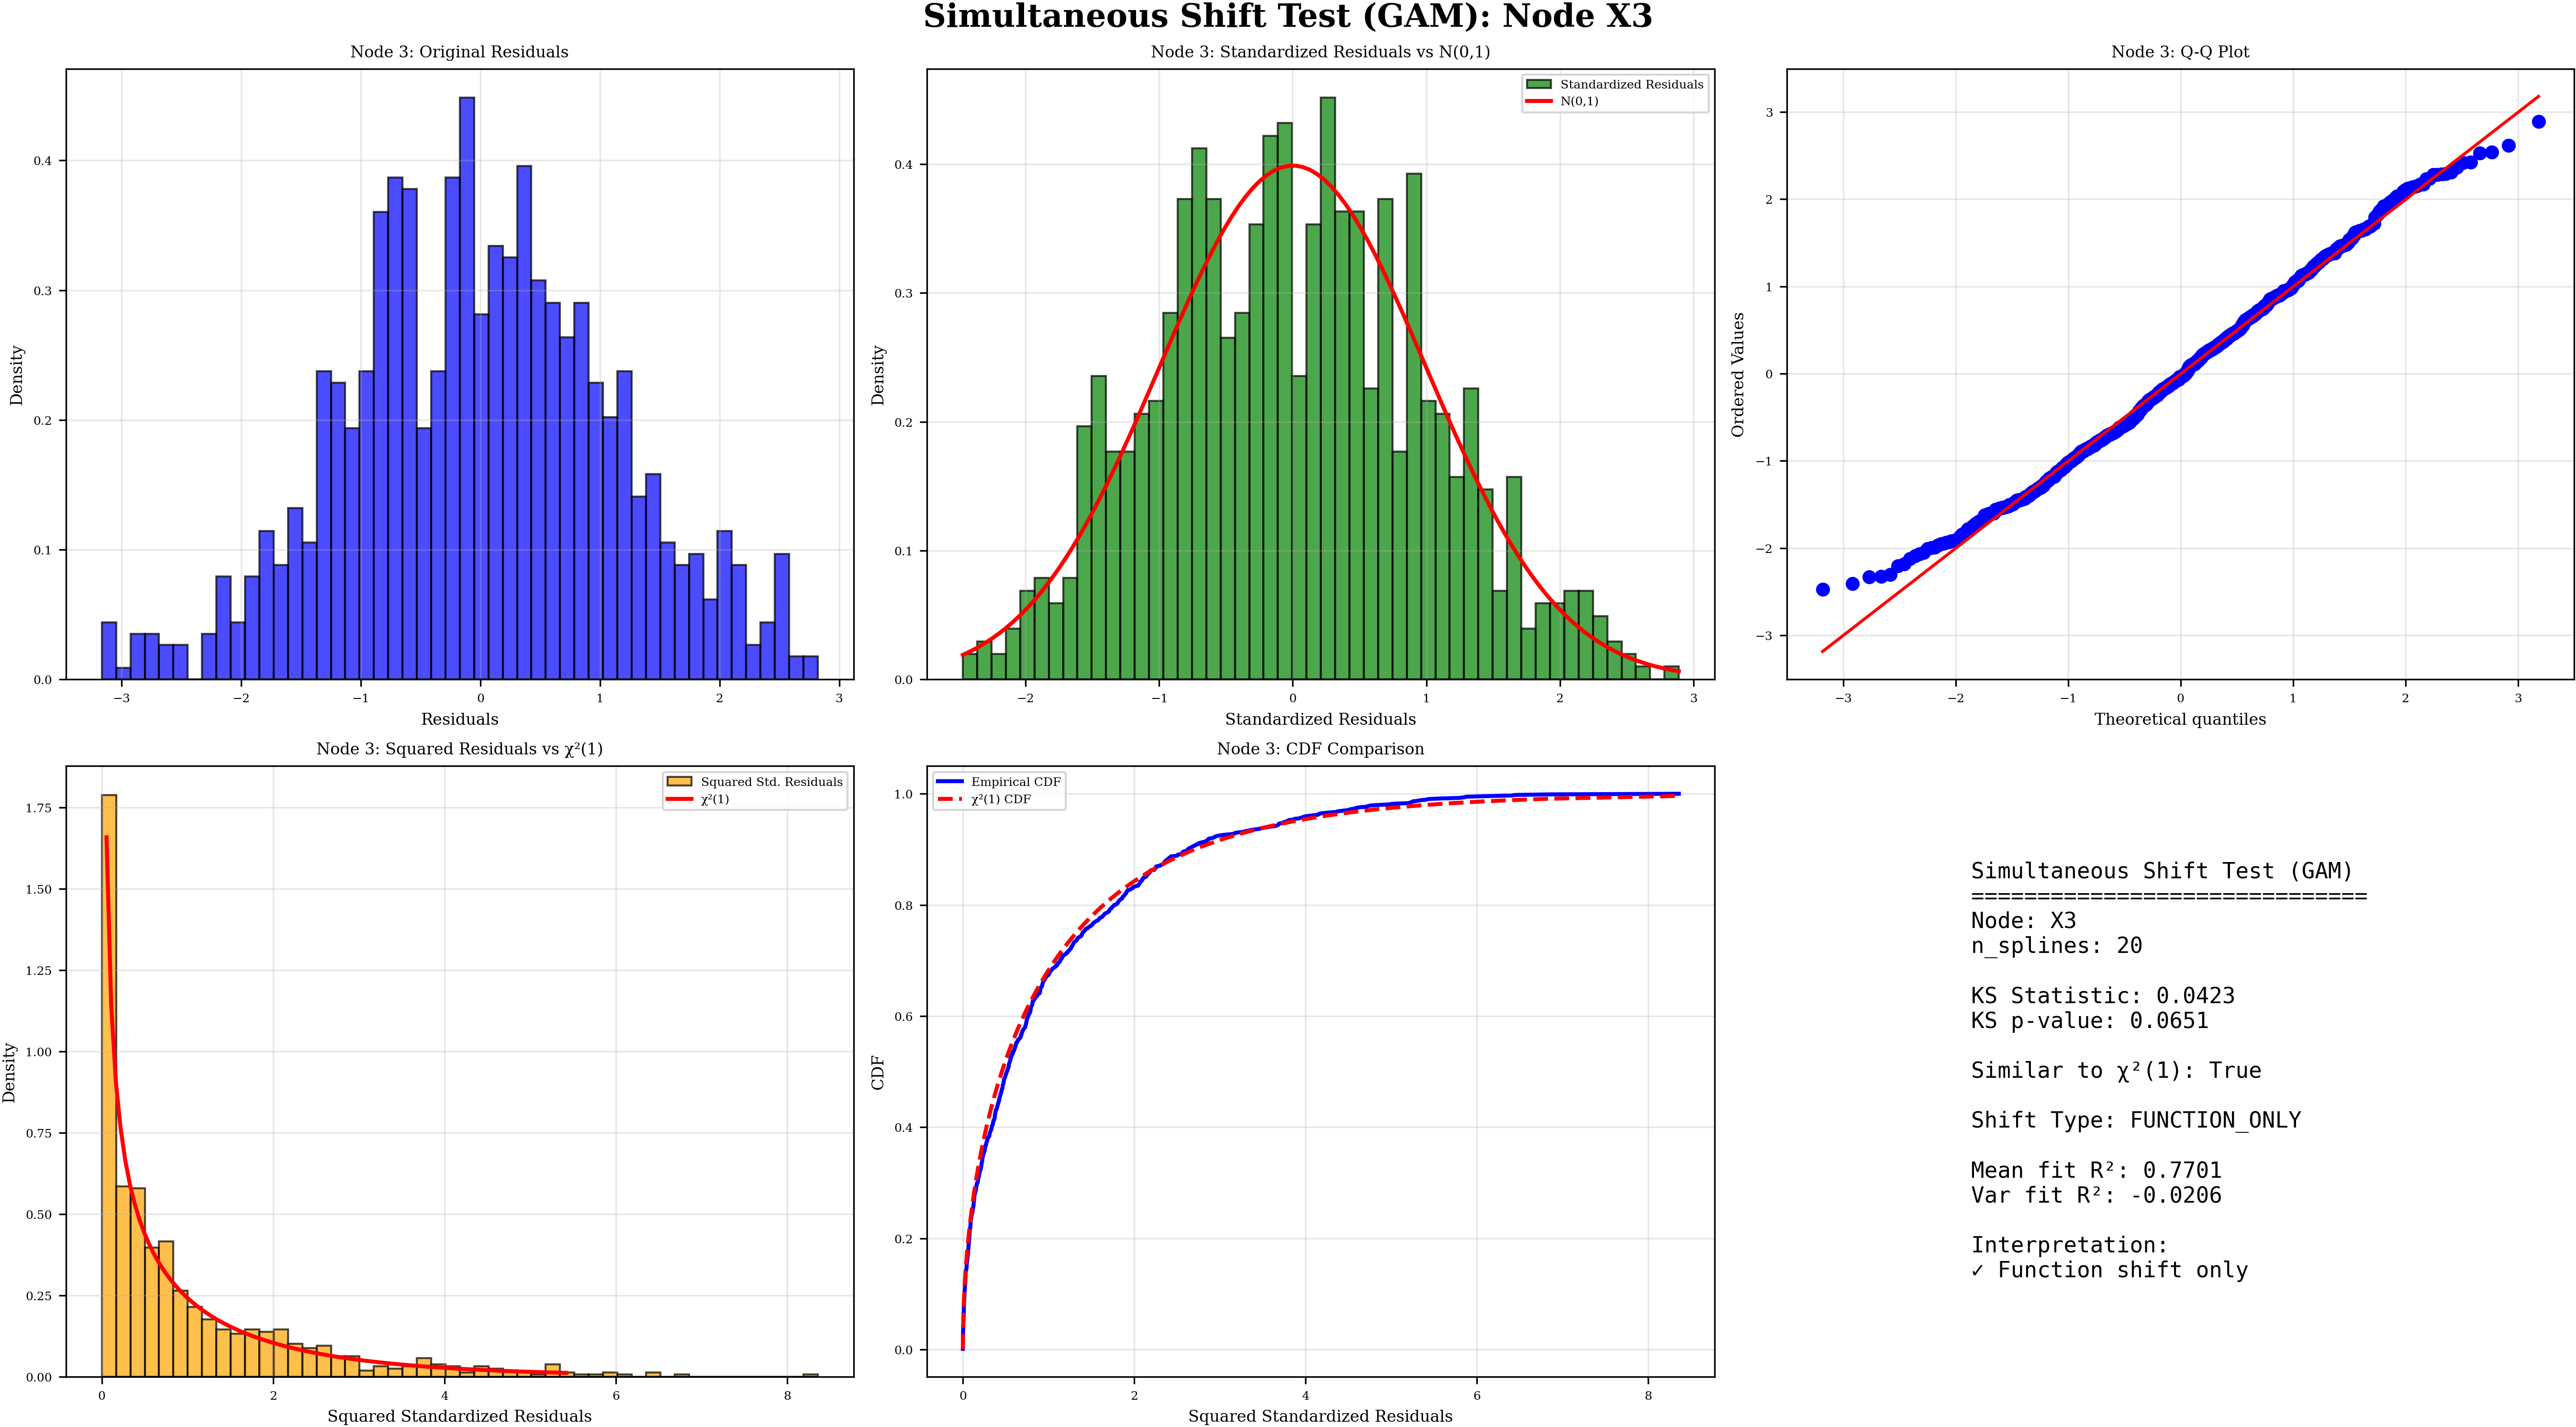 Simultaneous Shift Test (GAM): Node X3
Node 3: Original Residuals
Density
0.4
0.3
0.2
0.1
0.0
−3 −2 −1 0 1 2 3
Residuals
Node 3: Standardized Residuals vs N(0,1)
Standardized Residuals
N(0,1)
Density
0.4
0.3
0.2
0.1
0.0
−2 −1 0 1 2 3
Standardized Residuals
Node 3: Q-Q Plot
Ordered Values
3
2
1
0
−1
−2
−3
−3 −2 −1 0 1 2 3
Theoretical quantiles
Node 3: Squared Residuals vs χ²(1)
Squared Std. Residuals
χ²(1)
Density
1.75
1.50
1.25
1.00
0.75
0.50
0.25
0.00
0 2 4 6 8
Squared Standardized Residuals
Node 3: CDF Comparison
Empirical CDF
χ²(1) CDF
CDF
1.0
0.8
0.6
0.4
0.2
0.0
0 2 4 6 8
Squared Standardized Residuals
Simultaneous Shift Test (GAM)
==============================
Node: X3
n_splines: 20
KS Statistic: 0.0423
KS p-value: 0.0651
Similar to χ²(1): True
Shift Type: FUNCTION_ONLY
Mean fit R²: 0.7701
Var fit R²: -0.0206
Interpretation:
✓ Function shift only